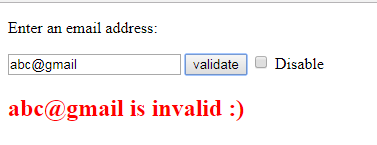 Enter an email address:
abc@gmail validate Disable
abc@gmail is invalid :)